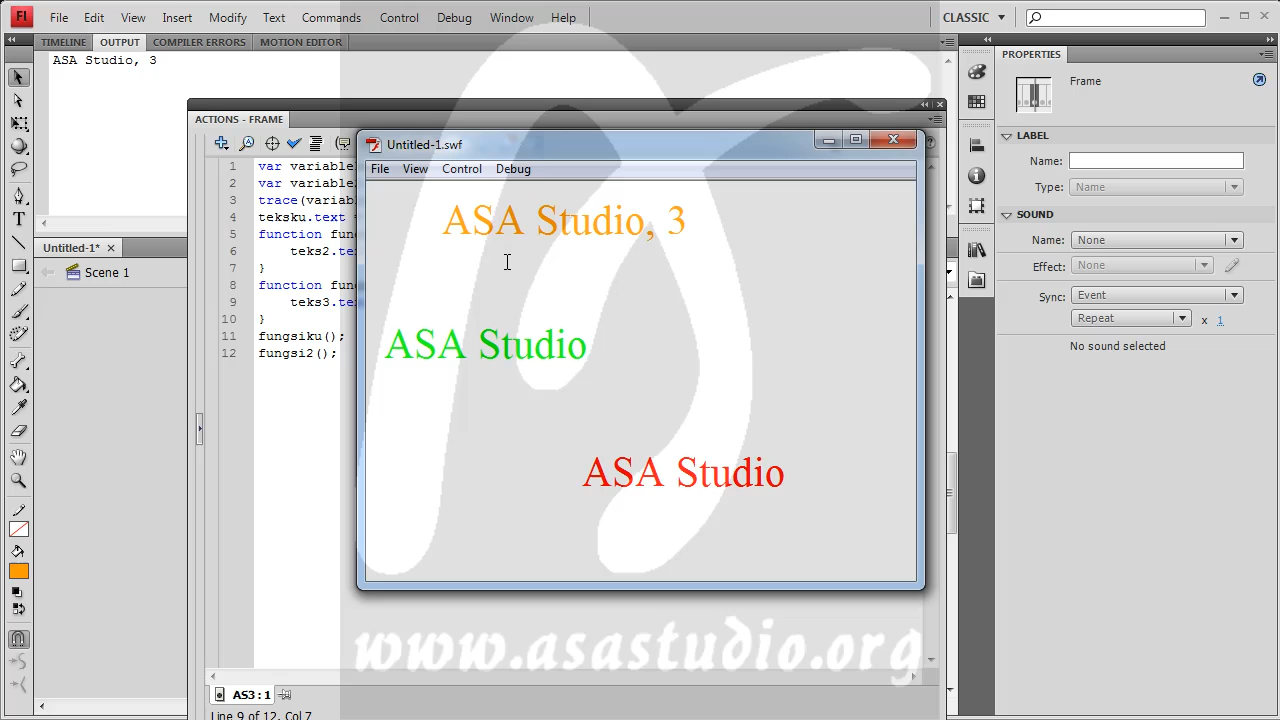 Fl File Edit View Insert Modify Text Commands Control Debug Window Help CLASSIC
TIMELINE OUTPUT COMPILER ERRORS MOTION EDITOR
ASA Studio, 3
ACTIONS - FRAME
1 var variable
2 var variable
3 trace(variab
4 teksku.text =
5 function fun
6 teks2.te
7 }
8 function fun
9 teks3.te
10 }
11 fungsiku();
12 fungsi2();
AS3 : 1
Line 9 of 12, Col 7
Untitled-1*
Scene 1
Untitled-1.swf
File View Control Debug
ASA Studio, 3
ASA Studio
ASA Studio
www.asastudio.org
PROPERTIES
Frame
LABEL
Name:
Type: Name
SOUND
Name: None
Effect: None
Sync: Event
Repeat x 1
No sound selected